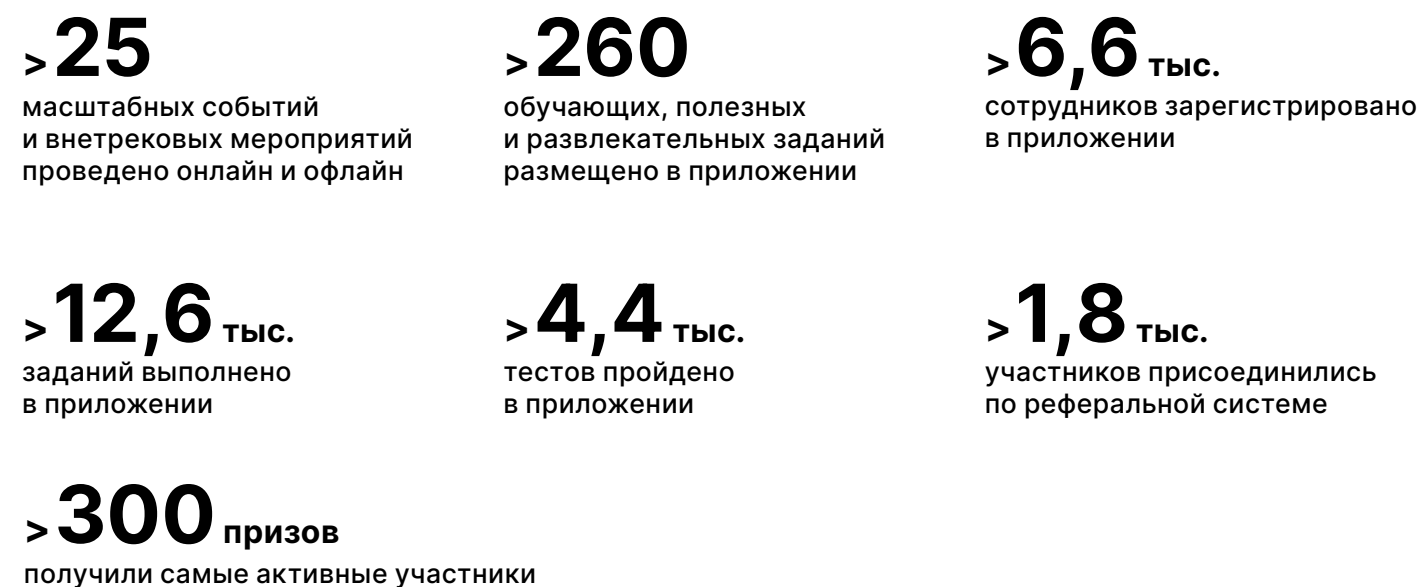 >25
масштабных событий
и внетрековых мероприятий
проведено онлайн и офлайн
>260
обучающих, полезных
и развлекательных заданий
размещено в приложении
>6,6 тыс.
сотрудников зарегистрировано
в приложении
>12,6 тыс.
заданий выполнено
в приложении
>4,4 тыс.
тестов пройдено
в приложении
>1,8 тыс.
участников присоединились
по реферальной системе
>300 призов
получили самые активные участники